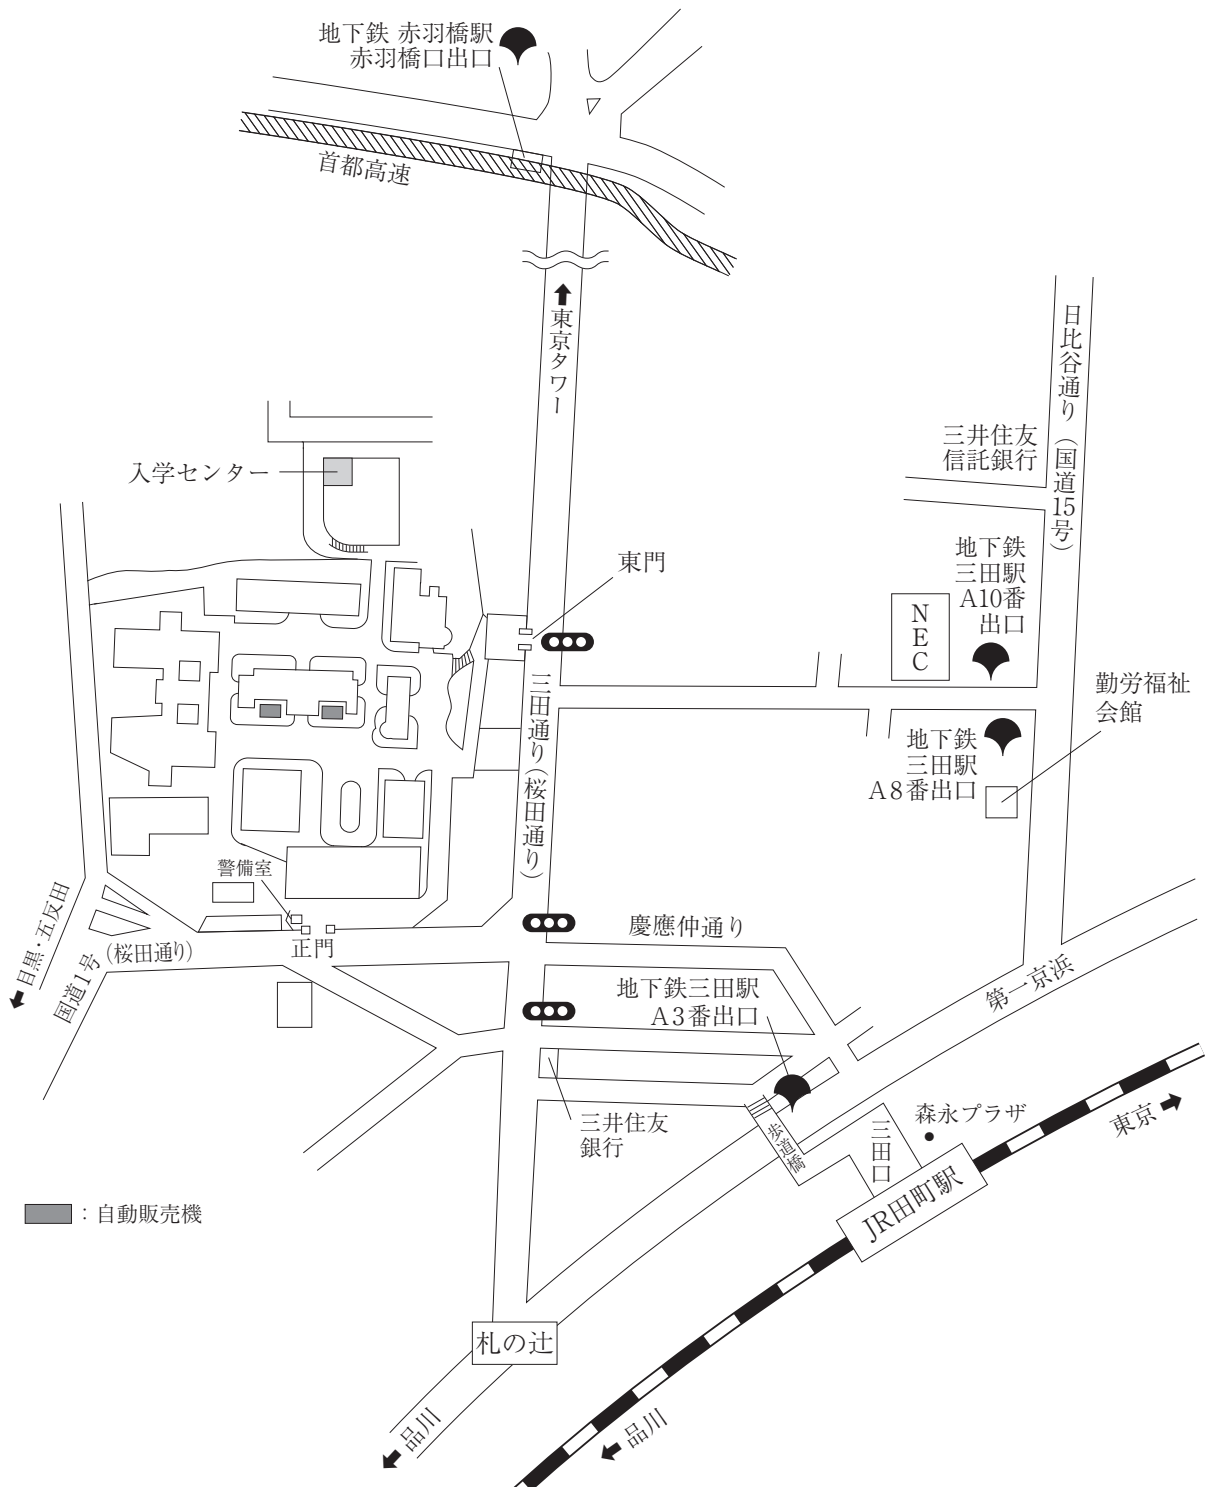 地下鉄 赤羽橋駅
赤羽橋口出口
首都高速
東京タワー
日比谷通り（国道15号）
三井住友
信託銀行
入学センター
地下鉄
三田駅
A10番
出口
東門
NEC
三田通り（桜田通り）
勤労福祉
会館
地下鉄
三田駅
A8番出口
警備室
目黒・五反田
国道1号（桜田通り）
正門
慶應仲通り
地下鉄三田駅
A3番出口
第一京浜
三井住友
銀行
歩道橋
三田口
森永プラザ
東京
JR田町駅
：自動販売機
札の辻
品川
品川